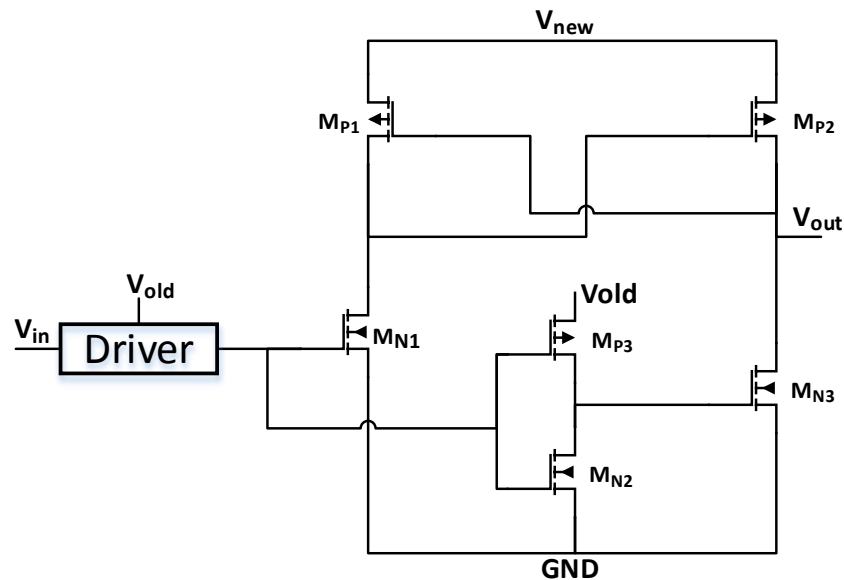 Vnew
MP1
MP2
Vout
Vold
Vold
Vin
Driver
MN1
MP3
MN3
MN2
GND